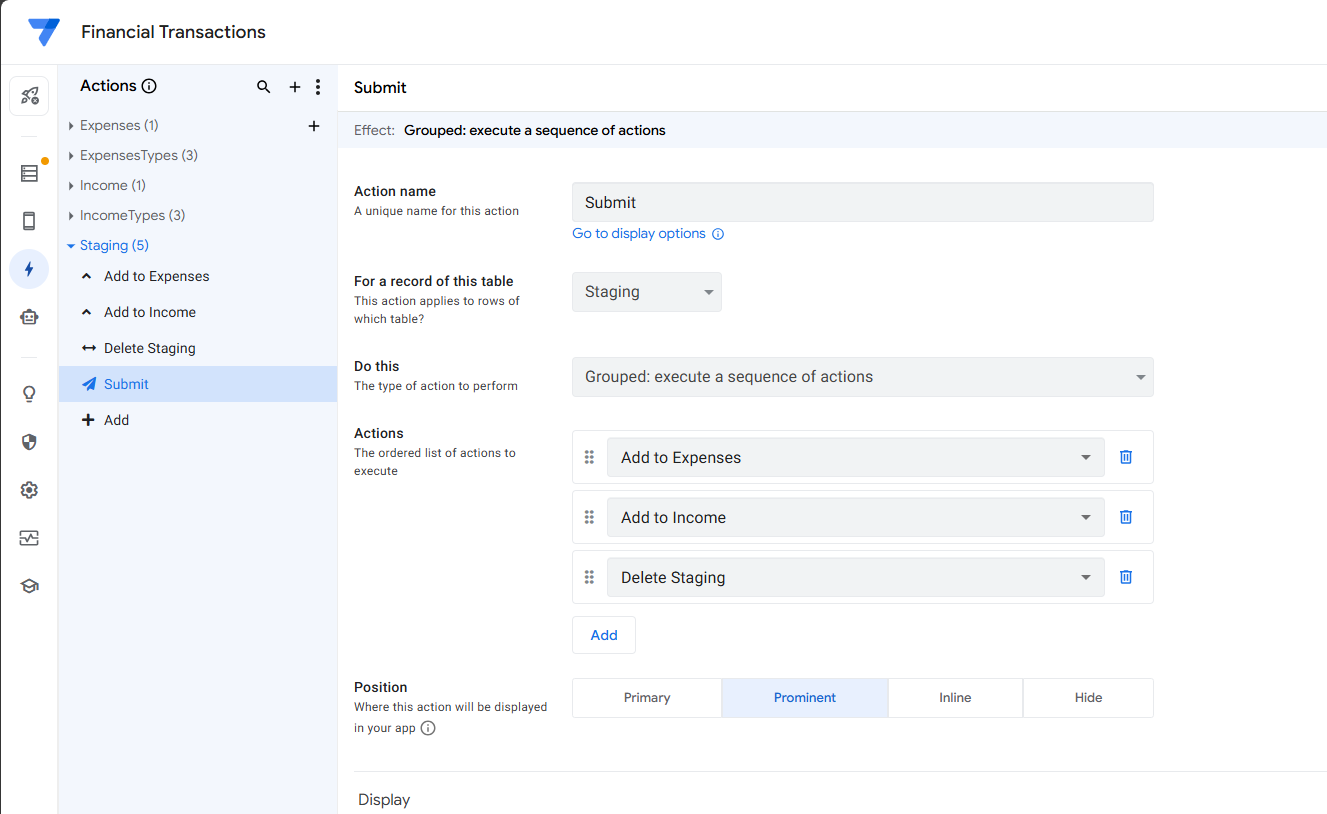 Financial Transactions
Actions
Expenses (1)
ExpensesTypes (3)
Income (1)
IncomeTypes (3)
Staging (5)
Add to Expenses
Add to Income
Delete Staging
Submit
Add
Submit
Effect: Grouped: execute a sequence of actions
Action name
A unique name for this action
Submit
Go to display options
For a record of this table
This action applies to rows of
which table?
Staging
Do this
The type of action to perform
Grouped: execute a sequence of actions
Actions
The ordered list of actions to
execute
Add to Expenses
Add to Income
Delete Staging
Add
Position
Where this action will be displayed
in your app
Primary Prominent Inline Hide
Display